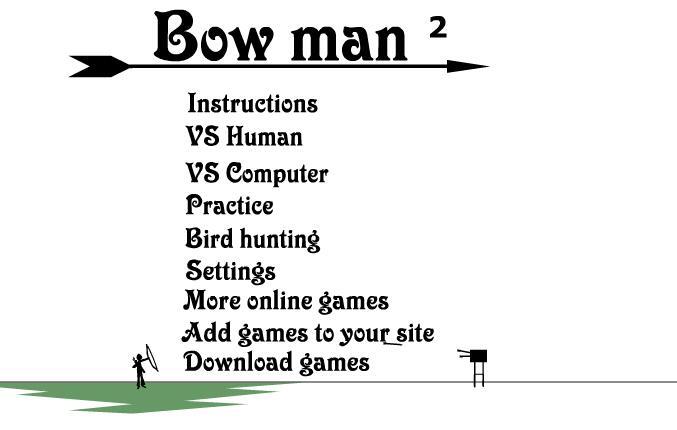 Bow man 2
Instructions
VS Human
VS Computer
Practice
Bird hunting
Settings
More online games
Add games to your site
Download games